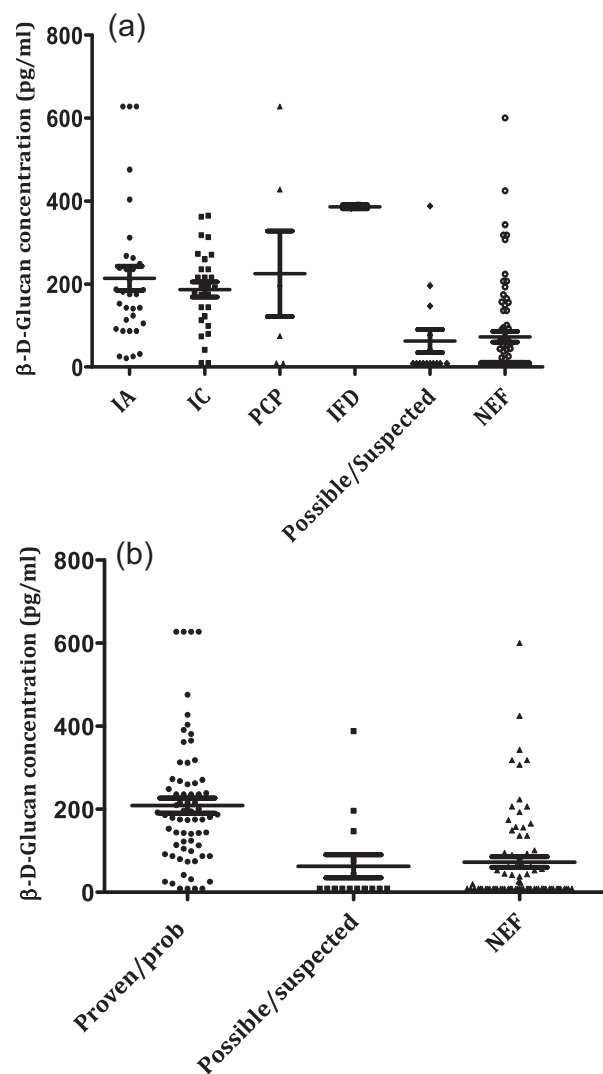 (a)
β-D-Glucan concentration (pg/ml)
800
600
400
200
0
IA
IC
PCP
IFD
Possible/Suspected
NEF
(b)
β-D-Glucan concentration (pg/ml)
800
600
400
200
0
Proven/prob
Possible/suspected
NEF